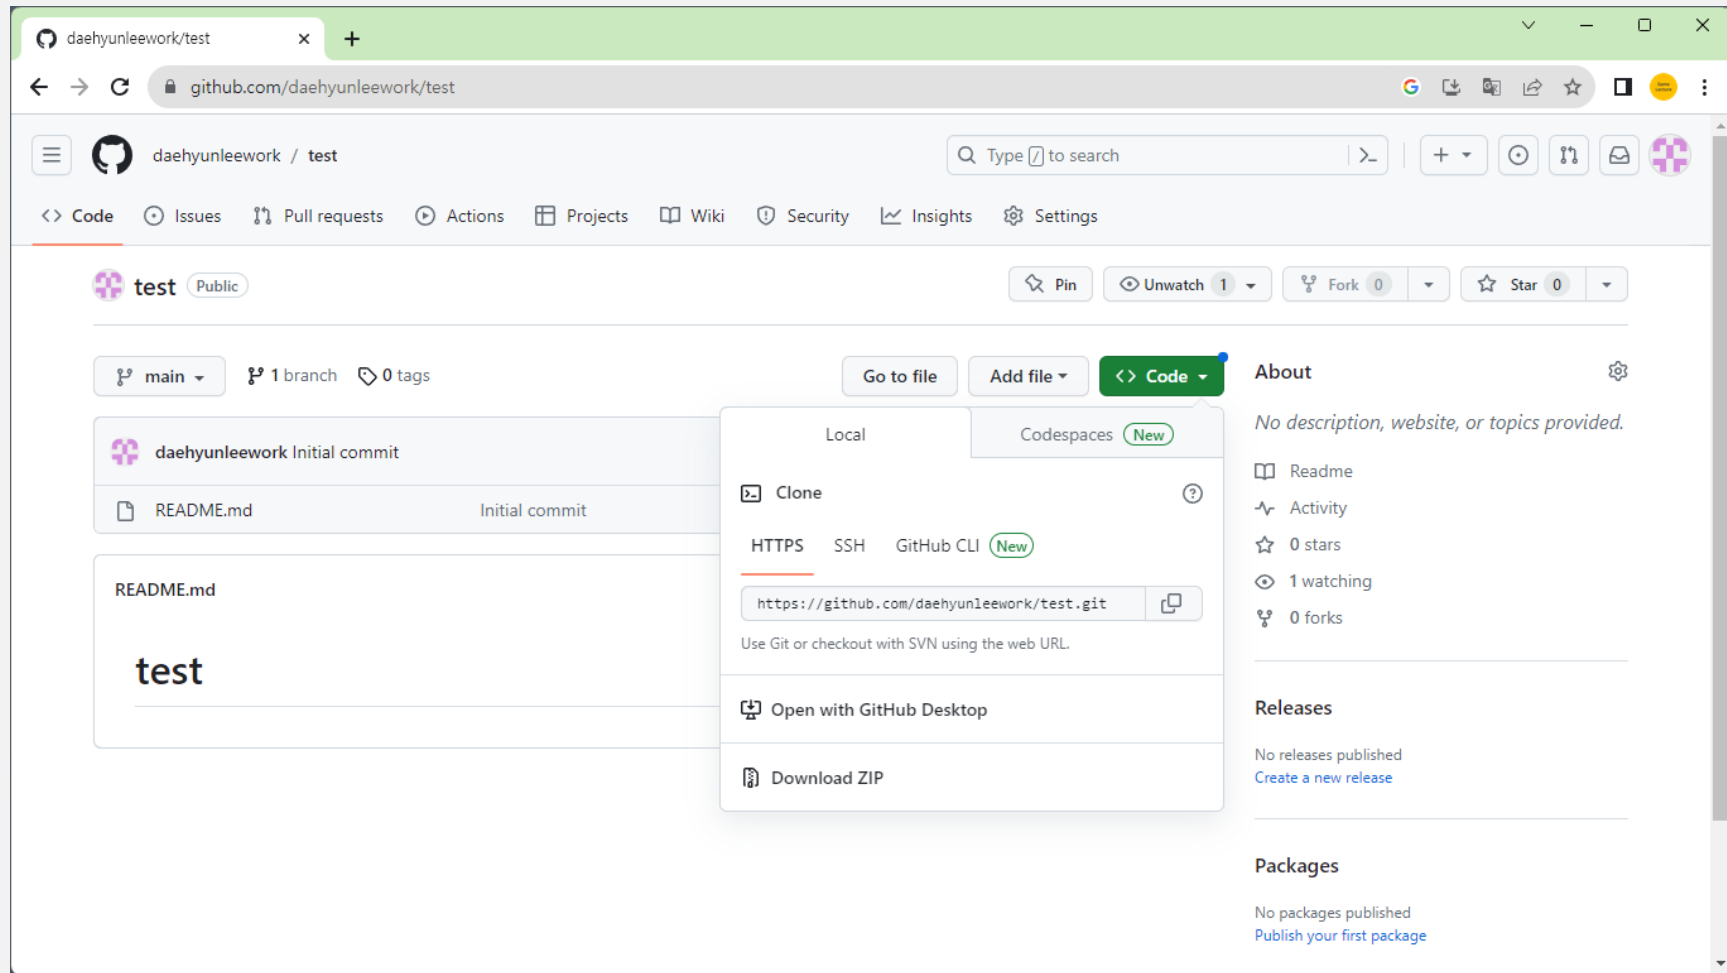 daehyunleework/test
github.com/daehyunleework/test
daehyunleework / test
Type / to search
Code
Issues
Pull requests
Actions
Projects
Wiki
Security
Insights
Settings
test Public
Pin
Unwatch 1
Fork 0
Star 0
main
1 branch
0 tags
Go to file
Add file
Code
daehyunleework Initial commit
README.md Initial commit
README.md
test
Local
Codespaces New
Clone
HTTPS
SSH
GitHub CLI New
https://github.com/daehyunleework/test.git
Use Git or checkout with SVN using the web URL.
Open with GitHub Desktop
Download ZIP
About
No description, website, or topics provided.
Readme
Activity
0 stars
1 watching
0 forks
Releases
No releases published
Create a new release
Packages
No packages published
Publish your first package